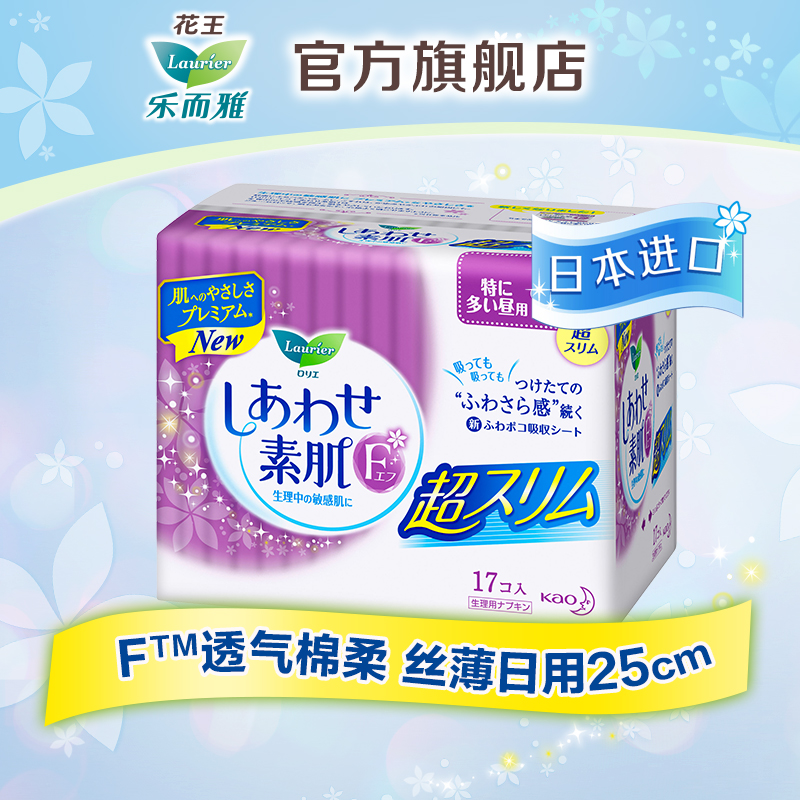 花王
Laurier
乐而雅
官方旗舰店
日本进口
肌へのやさしさ
プレミアム※
New
Laurier
ロリエ
しあわせ
素肌
F
エフ
生理中の敏感肌に
特に
多い昼用
超
スリム
吸っても
吸っても
つけたての
“ふわさら感”続く
新 ふわポコ吸収シート
超スリム
17コ入
生理用ナプキン
Kao
F™透气棉柔 丝薄日用25cm